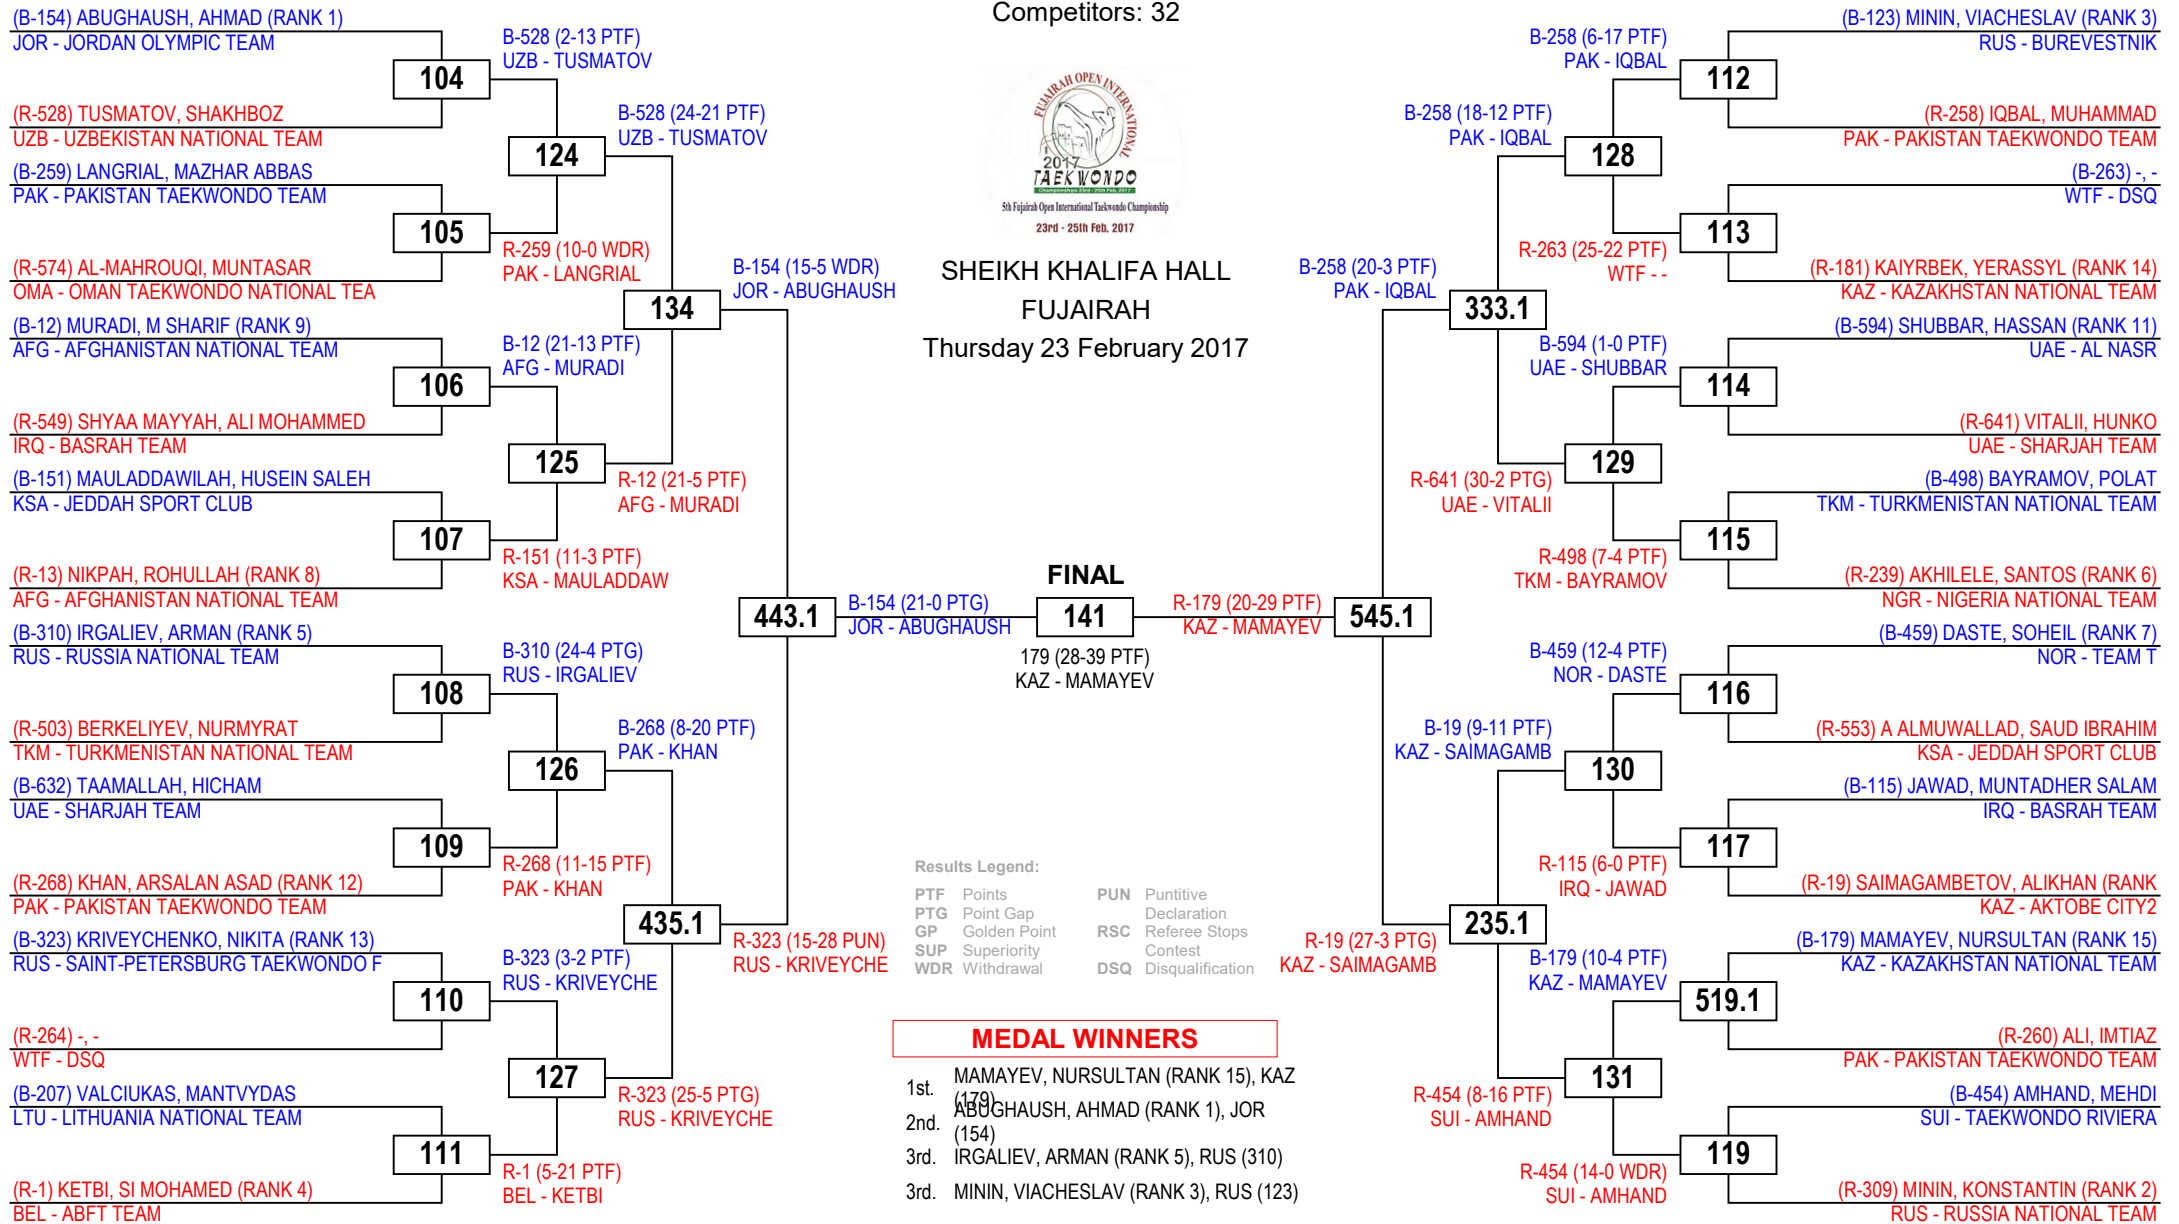 Competitors: 32
FUJAIRAH OPEN INTERNATIONAL
2017
TAEKWONDO
Championships 23rd - 25th Feb, 2017
5th Fujairah Open International Taekwondo Championship
23rd - 25th Feb, 2017
SHEIKH KHALIFA HALL
FUJAIRAH
Thursday 23 February 2017
(B-154) ABUGHAUSH, AHMAD (RANK 1)
JOR - JORDAN OLYMPIC TEAM
104
(R-528) TUSMATOV, SHAKHBOZ
UZB - UZBEKISTAN NATIONAL TEAM
(B-259) LANGRIAL, MAZHAR ABBAS
PAK - PAKISTAN TAEKWONDO TEAM
105
(R-574) AL-MAHROUQI, MUNTASAR
OMA - OMAN TAEKWONDO NATIONAL TEA
(B-12) MURADI, M SHARIF (RANK 9)
AFG - AFGHANISTAN NATIONAL TEAM
106
(R-549) SHYAA MAYYAH, ALI MOHAMMED
IRQ - BASRAH TEAM
(B-151) MAULADDAWILAH, HUSEIN SALEH
KSA - JEDDAH SPORT CLUB
107
(R-13) NIKPAH, ROHULLAH (RANK 8)
AFG - AFGHANISTAN NATIONAL TEAM
(B-310) IRGALIEV, ARMAN (RANK 5)
RUS - RUSSIA NATIONAL TEAM
108
(R-503) BERKELIYEV, NURMYRAT
TKM - TURKMENISTAN NATIONAL TEAM
(B-632) TAAMALLAH, HICHAM
UAE - SHARJAH TEAM
109
(R-268) KHAN, ARSALAN ASAD (RANK 12)
PAK - PAKISTAN TAEKWONDO TEAM
(B-323) KRIVEYCHENKO, NIKITA (RANK 13)
RUS - SAINT-PETERSBURG TAEKWONDO F
110
(R-264) -, -
WTF - DSQ
(B-207) VALCIUKAS, MANTVYDAS
LTU - LITHUANIA NATIONAL TEAM
111
(R-1) KETBI, SI MOHAMED (RANK 4)
BEL - ABFT TEAM
B-528 (2-13 PTF)
UZB - TUSMATOV
124
R-259 (10-0 WDR)
PAK - LANGRIAL
B-12 (21-13 PTF)
AFG - MURADI
125
R-151 (11-3 PTF)
KSA - MAULADDAW
B-310 (24-4 PTG)
RUS - IRGALIEV
126
R-268 (11-15 PTF)
PAK - KHAN
B-323 (3-2 PTF)
RUS - KRIVEYCHE
127
R-1 (5-21 PTF)
BEL - KETBI
B-528 (24-21 PTF)
UZB - TUSMATOV
134
R-12 (21-5 PTF)
AFG - MURADI
B-268 (8-20 PTF)
PAK - KHAN
435.1
R-323 (25-5 PTG)
RUS - KRIVEYCHE
B-154 (15-5 WDR)
JOR - ABUGHAUSH
443.1
R-323 (15-28 PUN)
RUS - KRIVEYCHE
B-154 (21-0 PTG)
JOR - ABUGHAUSH
FINAL
141
179 (28-39 PTF)
KAZ - MAMAYEV
R-179 (20-29 PTF)
KAZ - MAMAYEV
545.1
B-258 (20-3 PTF)
PAK - IQBAL
R-19 (27-3 PTG)
KAZ - SAIMAGAMB
B-258 (18-12 PTF)
PAK - IQBAL
333.1
R-641 (30-2 PTG)
UAE - VITALII
B-19 (9-11 PTF)
KAZ - SAIMAGAMB
235.1
R-454 (8-16 PTF)
SUI - AMHAND
B-258 (6-17 PTF)
PAK - IQBAL
128
R-263 (25-22 PTF)
WTF - -
B-594 (1-0 PTF)
UAE - SHUBBAR
129
R-498 (7-4 PTF)
TKM - BAYRAMOV
B-459 (12-4 PTF)
NOR - DASTE
130
R-115 (6-0 PTF)
IRQ - JAWAD
B-179 (10-4 PTF)
KAZ - MAMAYEV
131
R-454 (14-0 WDR)
SUI - AMHAND
(B-123) MININ, VIACHESLAV (RANK 3)
RUS - BUREVESTNIK
112
(R-258) IQBAL, MUHAMMAD
PAK - PAKISTAN TAEKWONDO TEAM
(B-263) -, -
WTF - DSQ
113
(R-181) KAIYRBEK, YERASSYL (RANK 14)
KAZ - KAZAKHSTAN NATIONAL TEAM
(B-594) SHUBBAR, HASSAN (RANK 11)
UAE - AL NASR
114
(R-641) VITALII, HUNKO
UAE - SHARJAH TEAM
(B-498) BAYRAMOV, POLAT
TKM - TURKMENISTAN NATIONAL TEAM
115
(R-239) AKHILELE, SANTOS (RANK 6)
NGR - NIGERIA NATIONAL TEAM
(B-459) DASTE, SOHEIL (RANK 7)
NOR - TEAM T
116
(R-553) A ALMUWALLAD, SAUD IBRAHIM
KSA - JEDDAH SPORT CLUB
(B-115) JAWAD, MUNTADHER SALAM
IRQ - BASRAH TEAM
117
(R-19) SAIMAGAMBETOV, ALIKHAN (RANK
KAZ - AKTOBE CITY2
(B-179) MAMAYEV, NURSULTAN (RANK 15)
KAZ - KAZAKHSTAN NATIONAL TEAM
519.1
(R-260) ALI, IMTIAZ
PAK - PAKISTAN TAEKWONDO TEAM
(B-454) AMHAND, MEHDI
SUI - TAEKWONDO RIVIERA
119
(R-309) MININ, KONSTANTIN (RANK 2)
RUS - RUSSIA NATIONAL TEAM
Results Legend:
PTF Points
PTG Point Gap
GP Golden Point
SUP Superiority
WDR Withdrawal
PUN Puntitive
Declaration
RSC Referee Stops
Contest
DSQ Disqualification
MEDAL WINNERS
1st. MAMAYEV, NURSULTAN (RANK 15), KAZ
(179)
2nd. ABUGHAUSH, AHMAD (RANK 1), JOR
(154)
3rd. IRGALIEV, ARMAN (RANK 5), RUS (310)
3rd. MININ, VIACHESLAV (RANK 3), RUS (123)